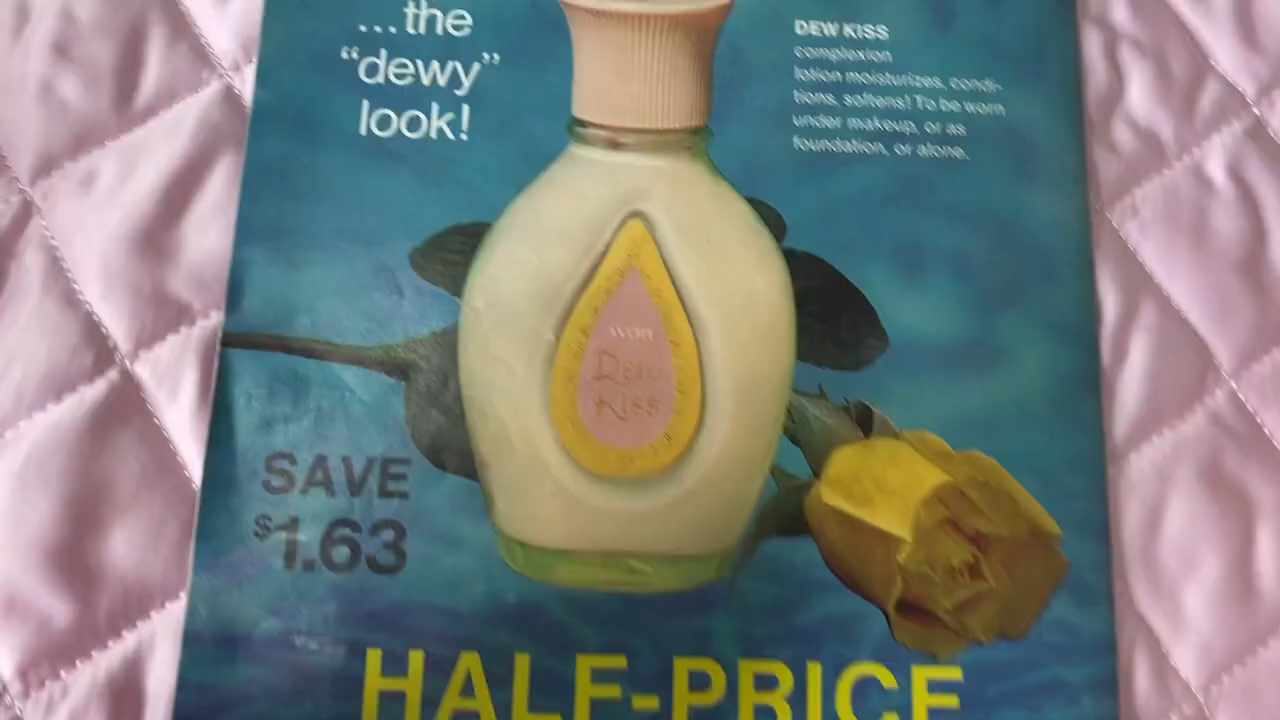 ...the
“dewy”
look!
DEW KISS
complexion
lotion moisturizes, condi-
tions, softens! To be worn
under makeup, or as
foundation, or alone.
AVON
Dew
Kiss
SAVE
$1.63
HALF-PRICE